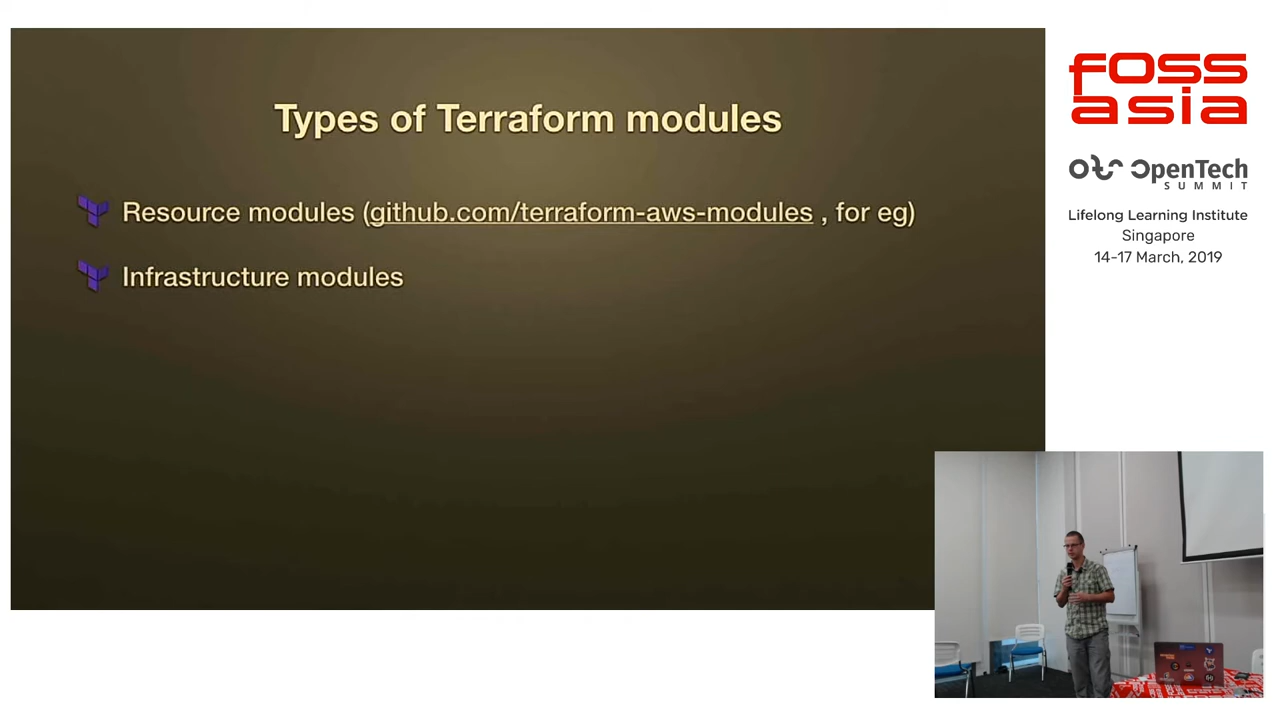 Types of Terraform modules
Resource modules (github.com/terraform-aws-modules , for eg)
Infrastructure modules
FOSS
asia
OpenTech
SUMMIT
Lifelong Learning Institute
Singapore
14-17 March, 2019